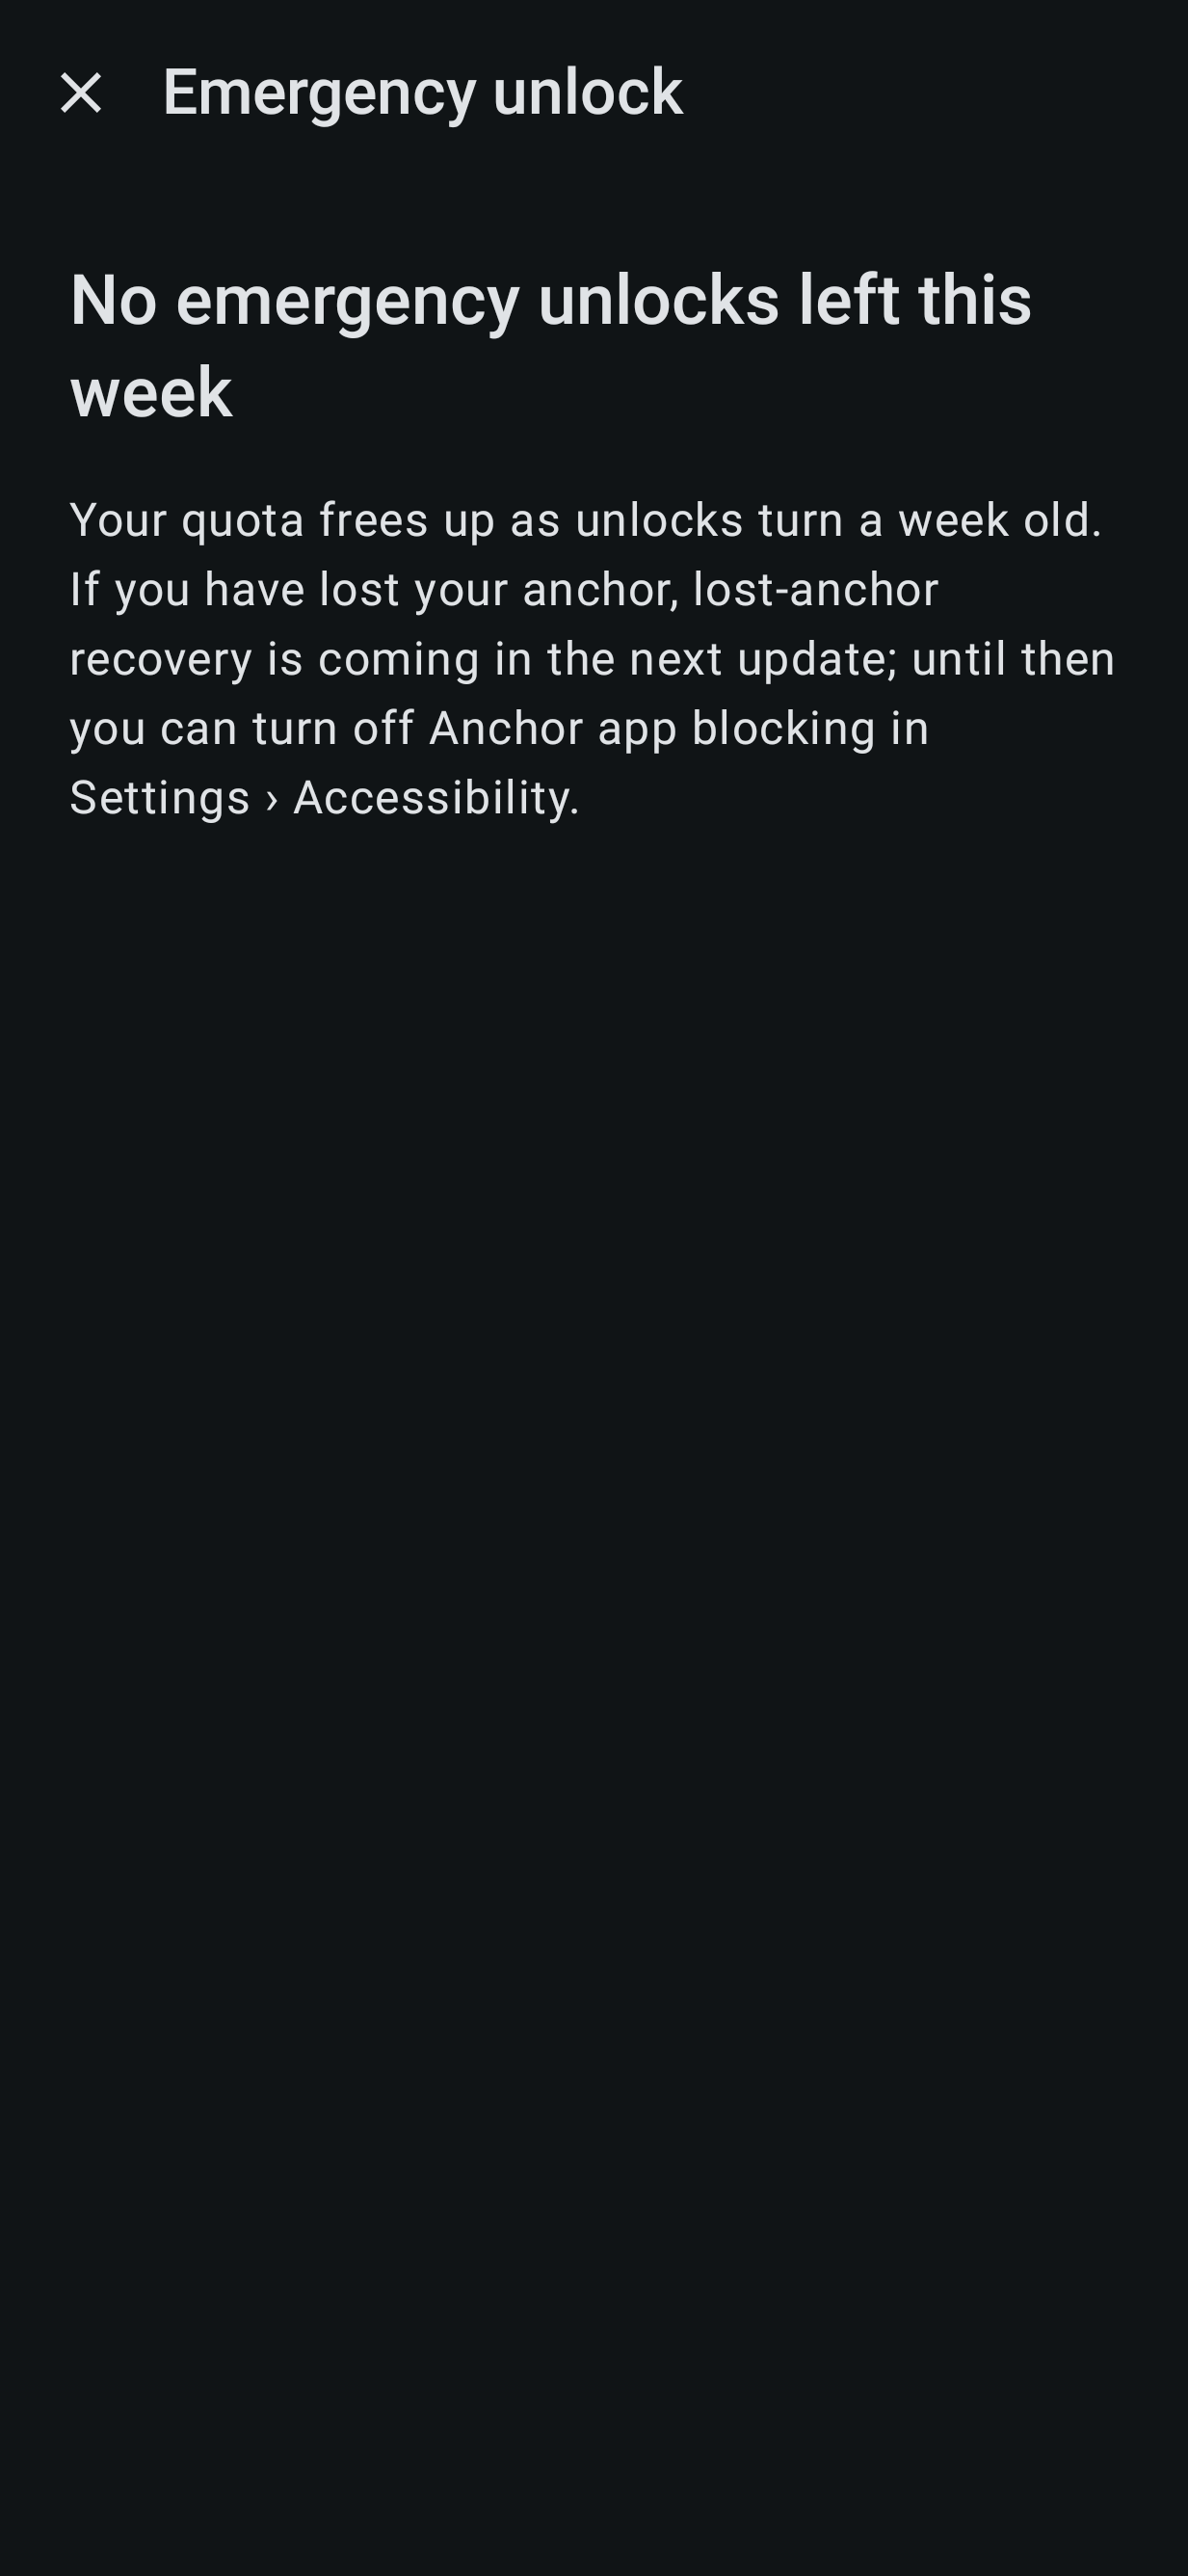 Emergency unlock
No emergency unlocks left this
week
Your quota frees up as unlocks turn a week old.
If you have lost your anchor, lost-anchor
recovery is coming in the next update; until then
you can turn off Anchor app blocking in
Settings › Accessibility.